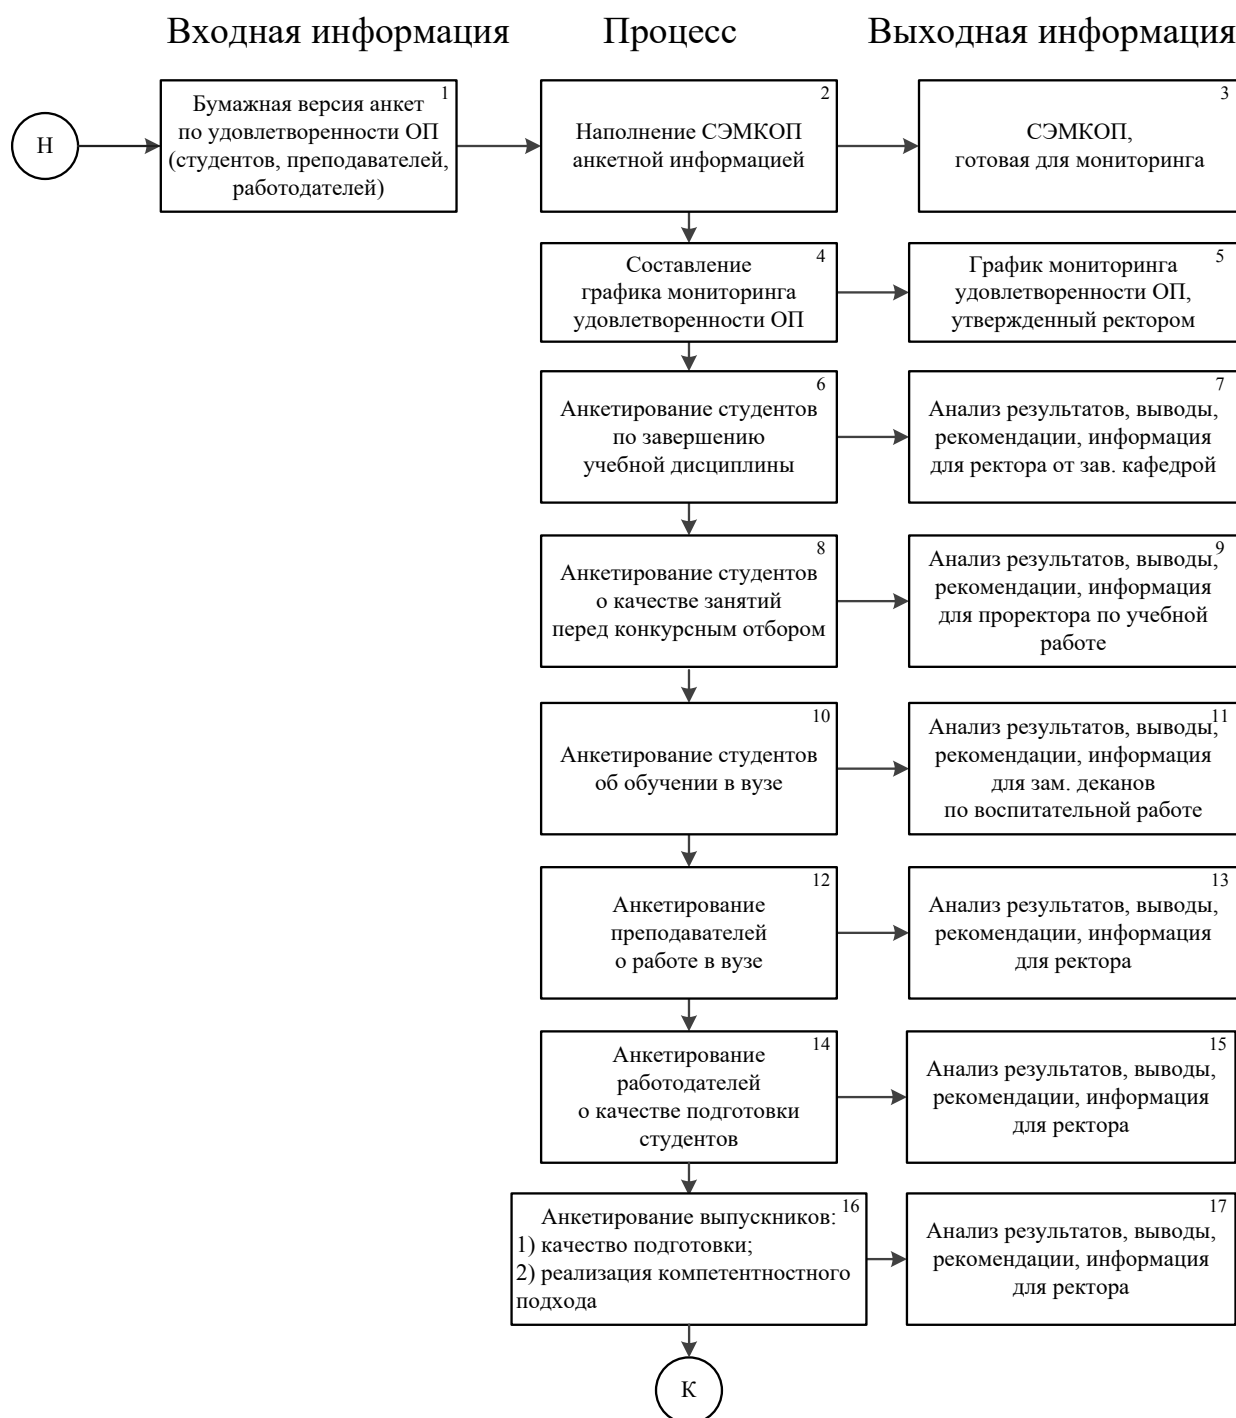 Входная информация
Процесс
Выходная информация
Н
1
Бумажная версия анкет
по удовлетворенности ОП
(студентов, преподавателей,
работодателей)
2
Наполнение СЭМКОП
анкетной информацией
3
СЭМКОП,
готовая для мониторинга
4
Составление
графика мониторинга
удовлетворенности ОП
5
График мониторинга
удовлетворенности ОП,
утвержденный ректором
6
Анкетирование студентов
по завершению
учебной дисциплины
7
Анализ результатов, выводы,
рекомендации, информация
для ректора от зав. кафедрой
8
Анкетирование студентов
о качестве занятий
перед конкурсным отбором
9
Анализ результатов, выводы,
рекомендации, информация
для проректора по учебной
работе
10
Анкетирование студентов
об обучении в вузе
11
Анализ результатов, выводы,
рекомендации, информация
для зам. деканов
по воспитательной работе
12
Анкетирование
преподавателей
о работе в вузе
13
Анализ результатов, выводы,
рекомендации, информация
для ректора
14
Анкетирование
работодателей
о качестве подготовки
студентов
15
Анализ результатов, выводы,
рекомендации, информация
для ректора
16
Анкетирование выпускников:
1) качество подготовки;
2) реализация компетентностного
подхода
17
Анализ результатов, выводы,
рекомендации, информация
для ректора
К